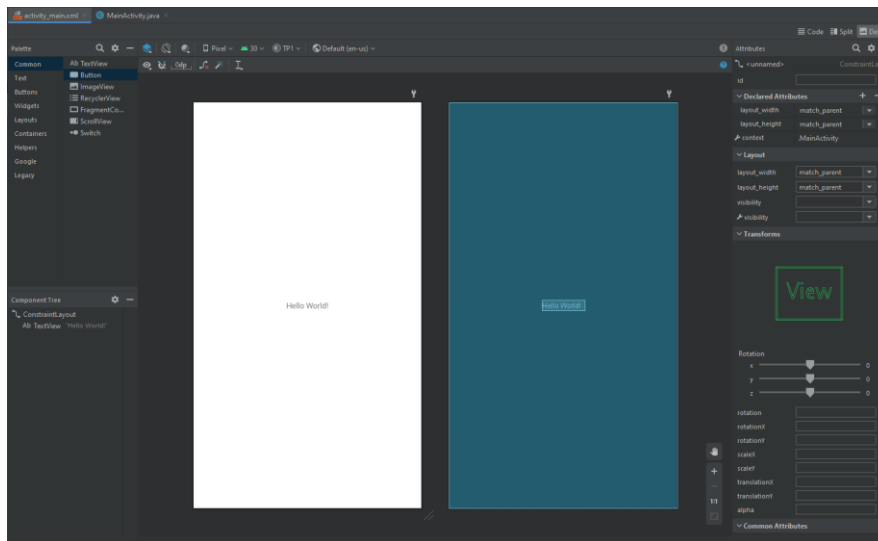 activity_main.xml MainActivity.java
Code Split De
Palette
Pixel 30 TP1 Default (en-us)
Attributes
Common
Text
Buttons
Widgets
Layouts
Containers
Helpers
Google
Legacy
Ab TextView
Button
ImageView
RecyclerView
FragmentCo...
ScrollView
Switch
0dp
Hello World!
Hello World!
1:1
Component Tree
ConstraintLayout
Ab TextView "Hello World!"
<unnamed> ConstraintLa
id
Declared Attributes
layout_width match_parent
layout_height match_parent
context .MainActivity
Layout
layout_width match_parent
layout_height match_parent
visibility
visibility
Transforms
View
Rotation
x 0
y 0
z 0
rotation
rotationX
rotationY
scaleX
scaleY
translationX
translationY
alpha
Common Attributes